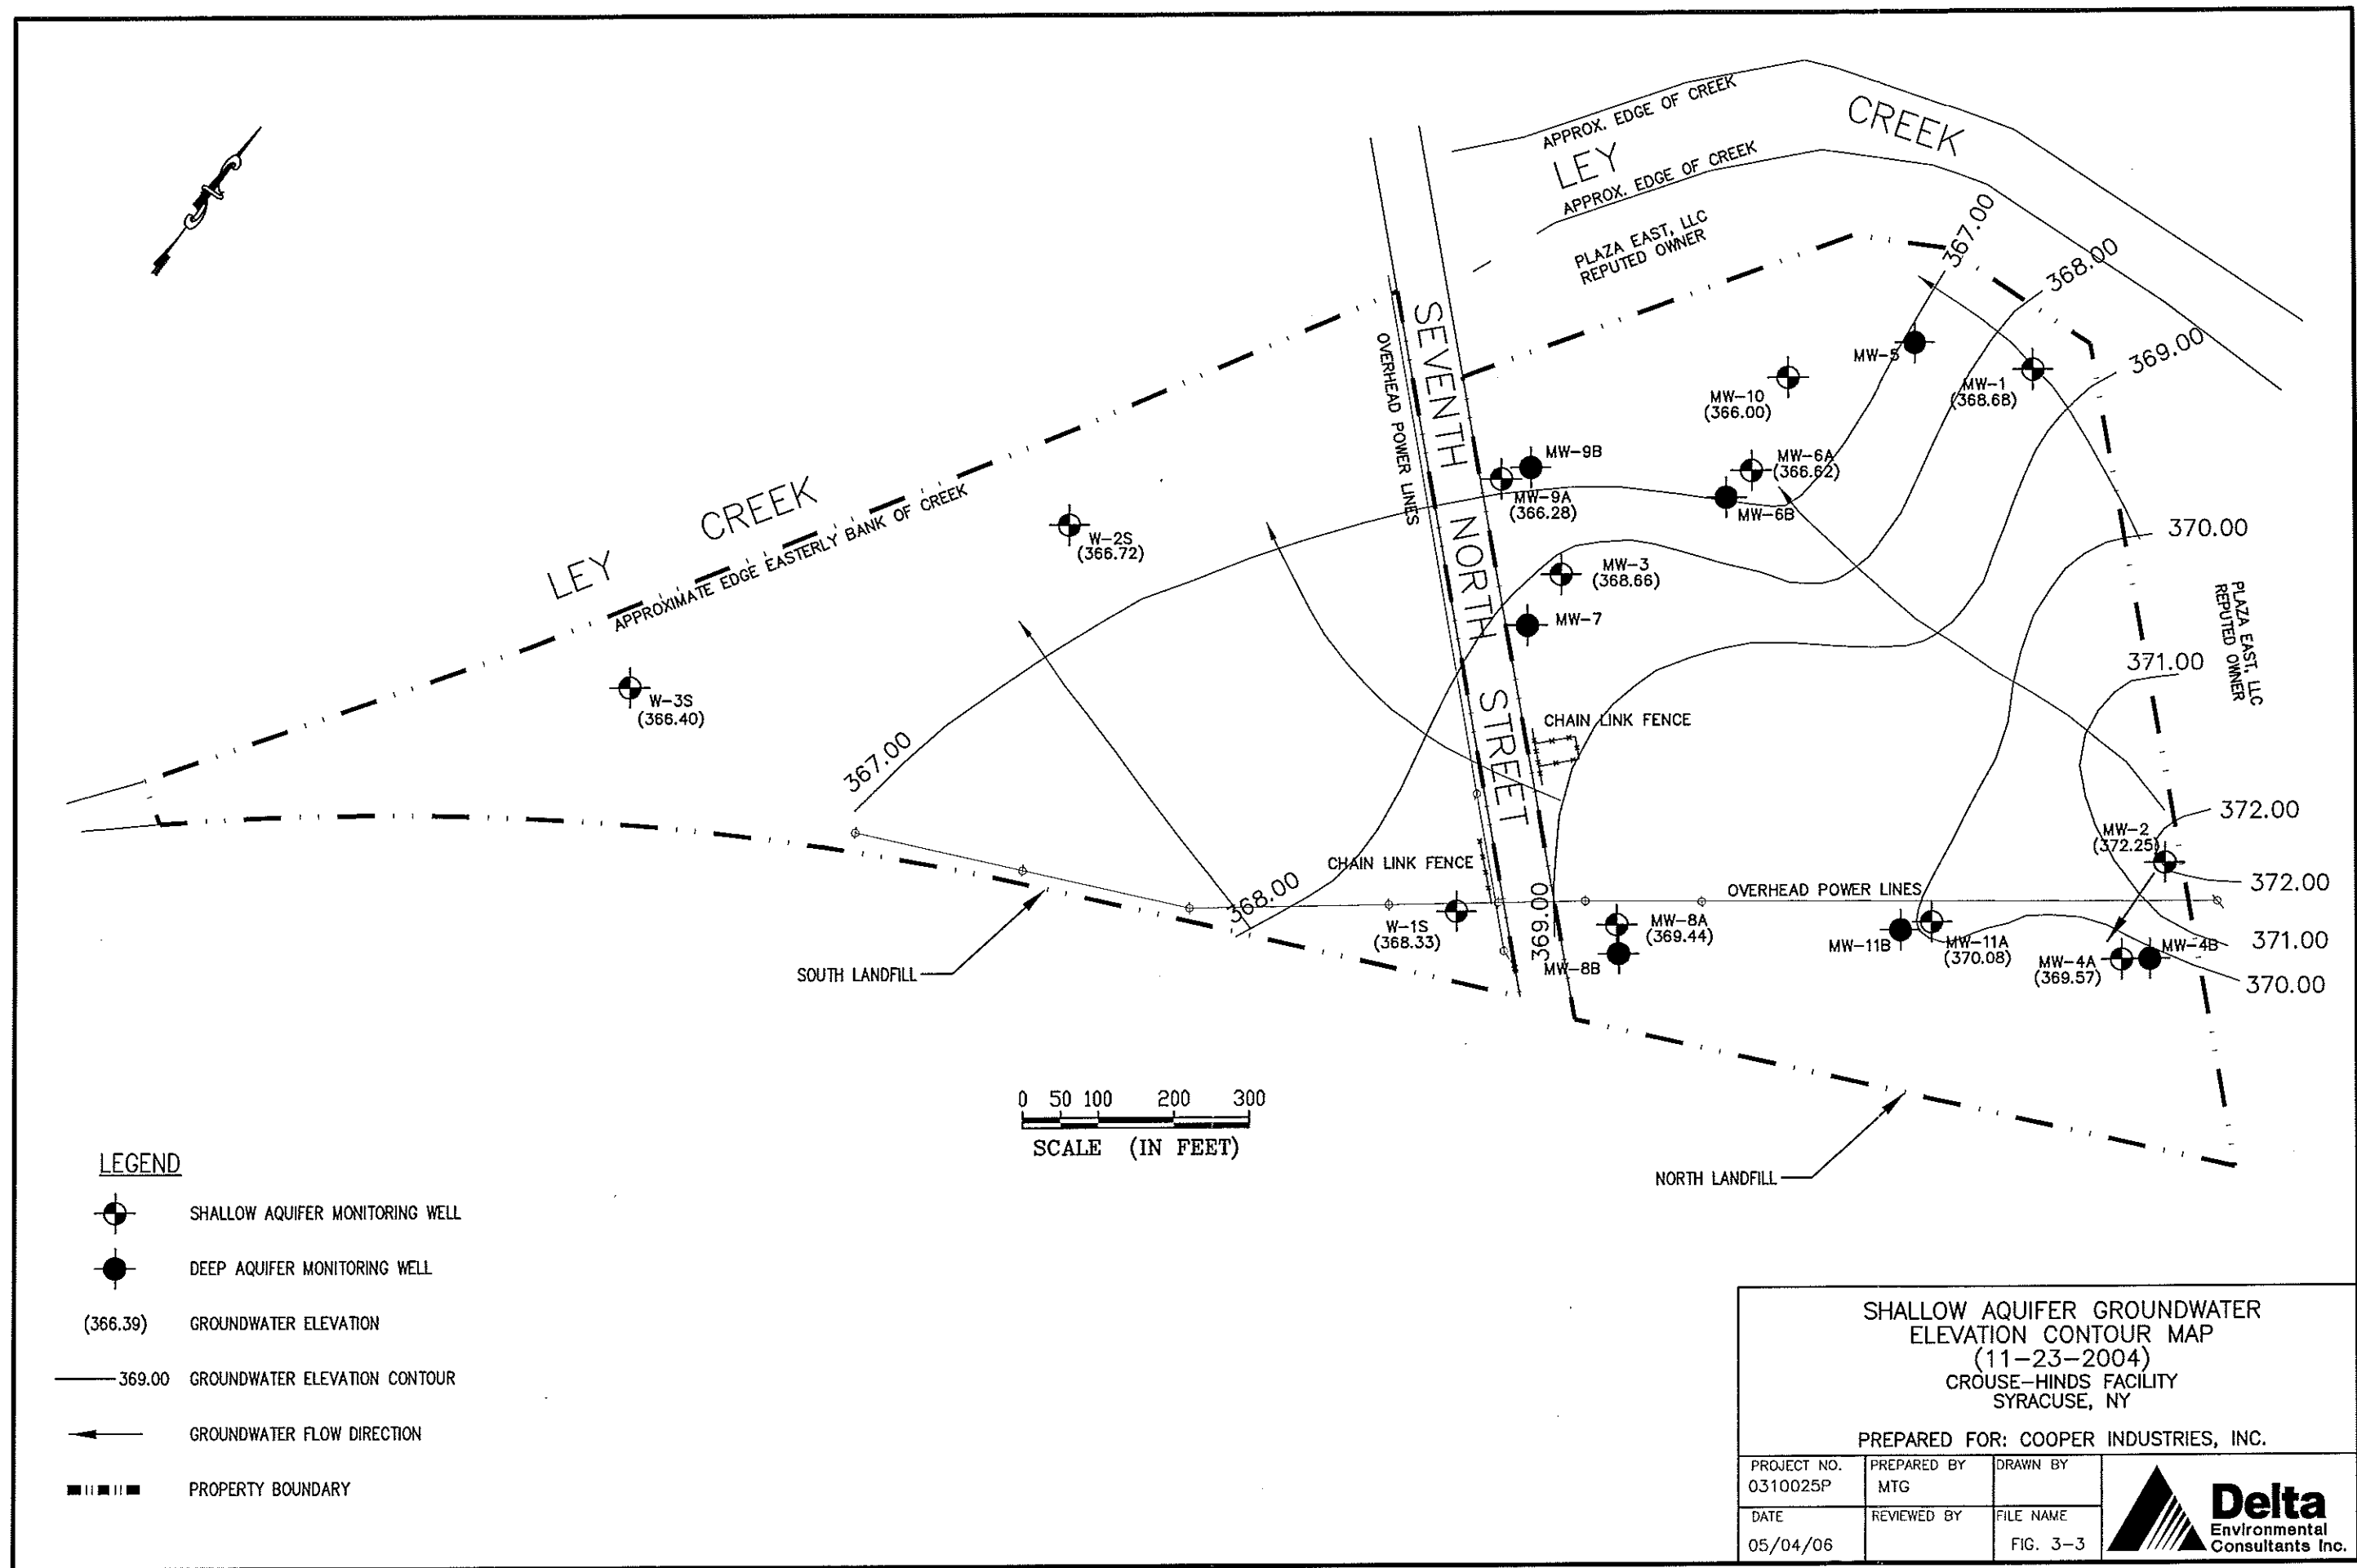 APPROX. EDGE OF CREEK
LEY
CREEK
APPROX. EDGE OF CREEK
PLAZA EAST, LLC
REPUTED OWNER
367.00
368.00
369.00
370.00
371.00
372.00
372.00
371.00
370.00
PLAZA EAST, LLC
REPUTED OWNER
SEVENTH NORTH STREET
OVERHEAD POWER LINES
MW-5
MW-1
(368.68)
MW-10
(366.00)
MW-6A
(366.62)
MW-6B
MW-9B
MW-9A
(366.28)
MW-3
(368.66)
MW-7
LEY CREEK
APPROXIMATE EDGE EASTERLY BANK OF CREEK
W-2S
(366.72)
W-3S
(366.40)
367.00
CHAIN LINK FENCE
CHAIN LINK FENCE
368.00
369.00
OVERHEAD POWER LINES
MW-2
(372.25)
W-1S
(368.33)
MW-8A
(369.44)
MW-8B
MW-11B
MW-11A
(370.08)
MW-4A
(369.57)
MW-4B
SOUTH LANDFILL
NORTH LANDFILL
0 50 100 200 300
SCALE (IN FEET)
LEGEND
SHALLOW AQUIFER MONITORING WELL
DEEP AQUIFER MONITORING WELL
(366.39) GROUNDWATER ELEVATION
369.00 GROUNDWATER ELEVATION CONTOUR
GROUNDWATER FLOW DIRECTION
PROPERTY BOUNDARY
SHALLOW AQUIFER GROUNDWATER
ELEVATION CONTOUR MAP
(11-23-2004)
CROUSE-HINDS FACILITY
SYRACUSE, NY
PREPARED FOR: COOPER INDUSTRIES, INC.
PROJECT NO.
0310025P
PREPARED BY
MTG
DRAWN BY
DATE
05/04/06
REVIEWED BY
FILE NAME
FIG. 3-3
Delta
Environmental
Consultants Inc.